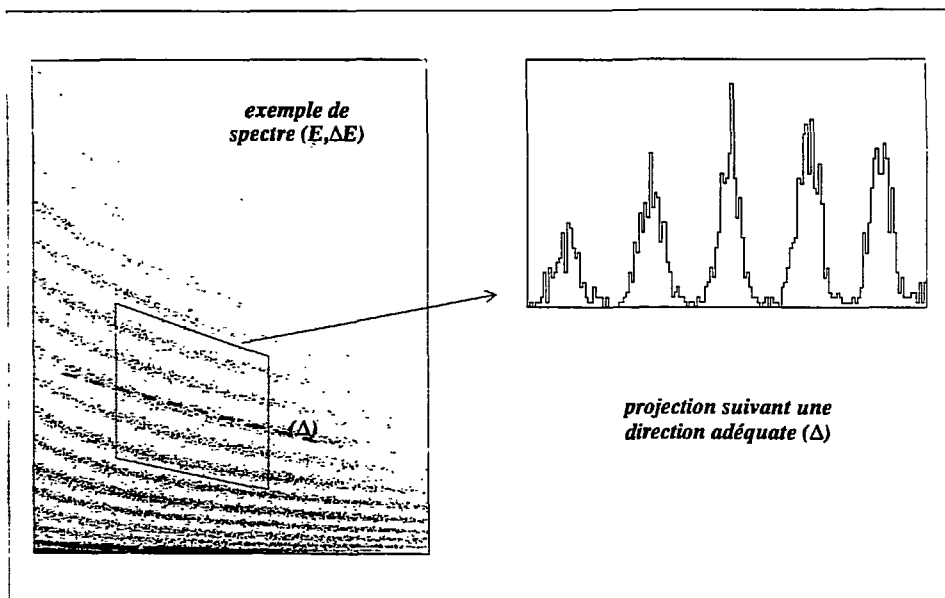 exemple de
spectre (E,ΔE)
(Δ)
projection suivant une
direction adéquate (Δ)